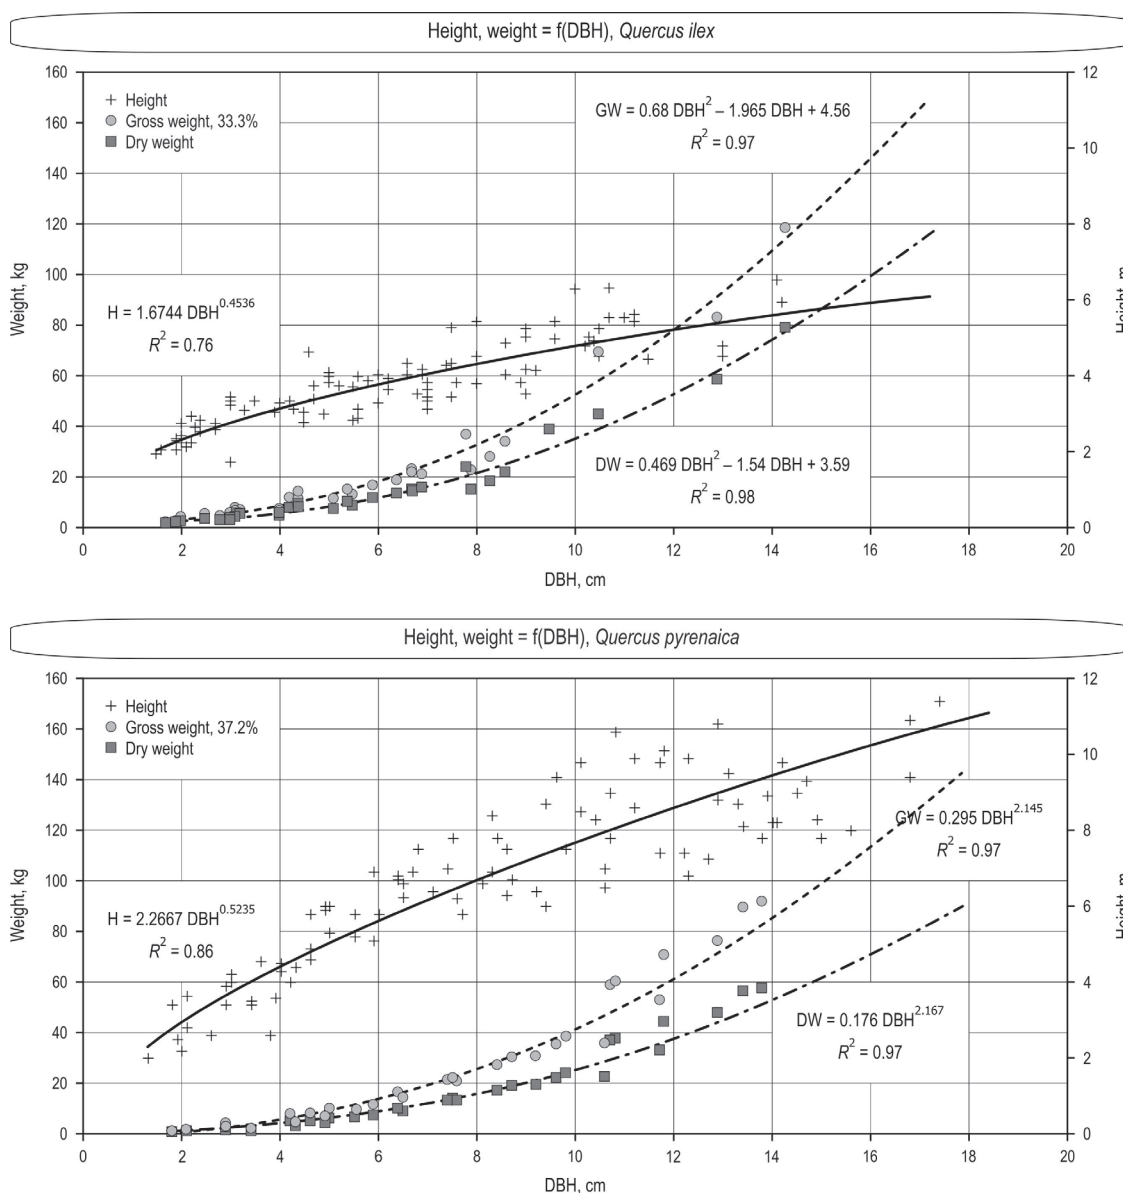 Height, weight = f(DBH), Quercus ilex
160
160
140
120
100
80
60
40
20
0
Weight, kg
Height
Gross weight, 33.3%
Dry weight
GW = 0.68 DBH² – 1.965 DBH + 4.56
R² = 0.97
H = 1.6744 DBH^0.4536
R² = 0.76
DW = 0.469 DBH² – 1.54 DBH + 3.59
R² = 0.98
12
10
8
6
4
2
0
Height, m
0 2 4 6 8 10 12 14 16 18 20
DBH, cm
Height, weight = f(DBH), Quercus pyrenaica
160
160
140
120
100
80
60
40
20
0
Weight, kg
Height
Gross weight, 37.2%
Dry weight
GW = 0.295 DBH^2.145
R² = 0.97
H = 2.2667 DBH^0.5235
R² = 0.86
DW = 0.176 DBH^2.167
R² = 0.97
12
10
8
6
4
2
0
Height, m
0 2 4 6 8 10 12 14 16 18 20
DBH, cm